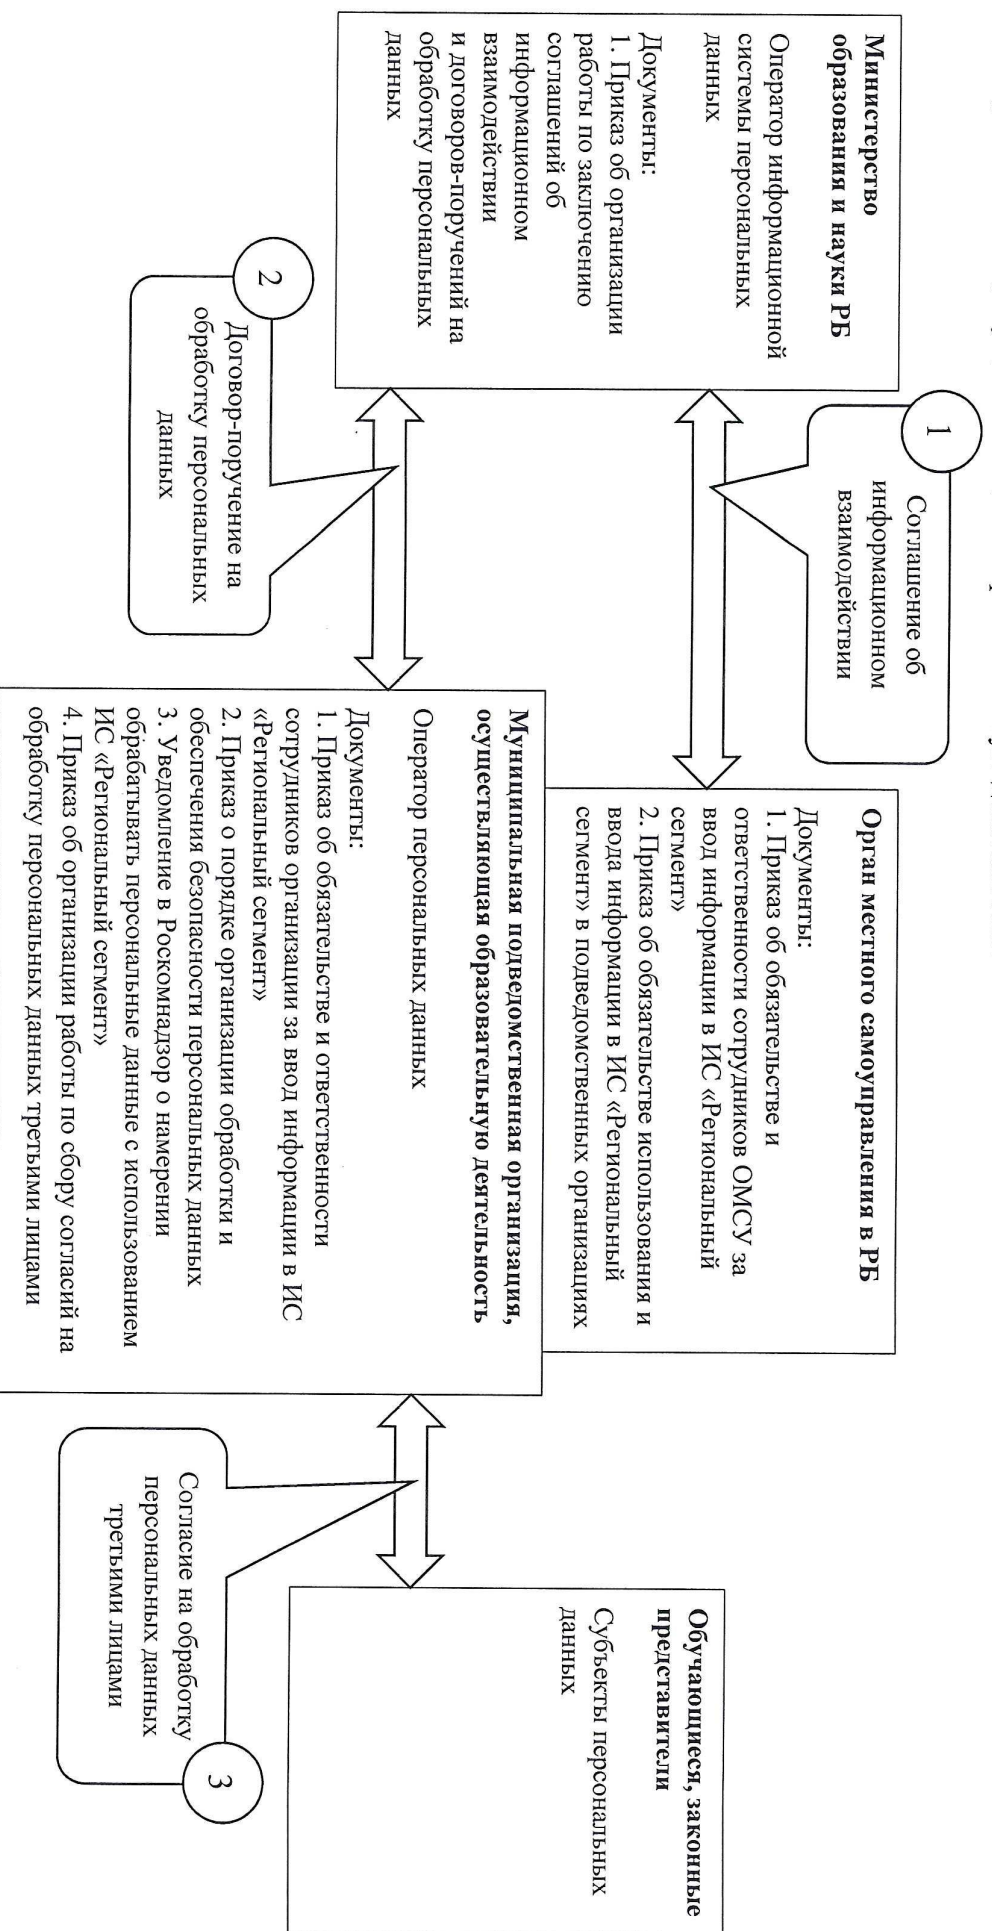 Министерство
образования и науки РБ
Оператор информационной
системы персональных
данных
Документы:
1. Приказ об организации
работы по заключению
соглашений об
информационном
взаимодействии
и договоров-поручений на
обработку персональных
данных
1
Соглашение об
информационном
взаимодействии
2
Договор-поручение на
обработку персональных
данных
Орган местного самоуправления в РБ
Документы:
1. Приказ об обязательстве и
ответственности сотрудников ОМСУ за
ввод информации в ИС «Региональный
сегмент»
2. Приказ об обязательстве использования и
ввода информации в ИС «Региональный
сегмент» в подведомственных организациях
Муниципальная подведомственная организация,
осуществляющая образовательную деятельность
Оператор персональных данных
Документы:
1. Приказ об обязательстве и ответственности
сотрудников организации за ввод информации в ИС
«Региональный сегмент»
2. Приказ о порядке организации обработки и
обеспечения безопасности персональных данных
3. Уведомление в Роскомнадзор о намерении
обрабатывать персональные данные с использованием
ИС «Региональный сегмент»
4. Приказ об организации работы по сбору согласий на
обработку персональных данных третьими лицами
Согласие на обработку
персональных данных
третьими лицами
3
Обучающиеся, законные
представители
Субъекты персональных
данных